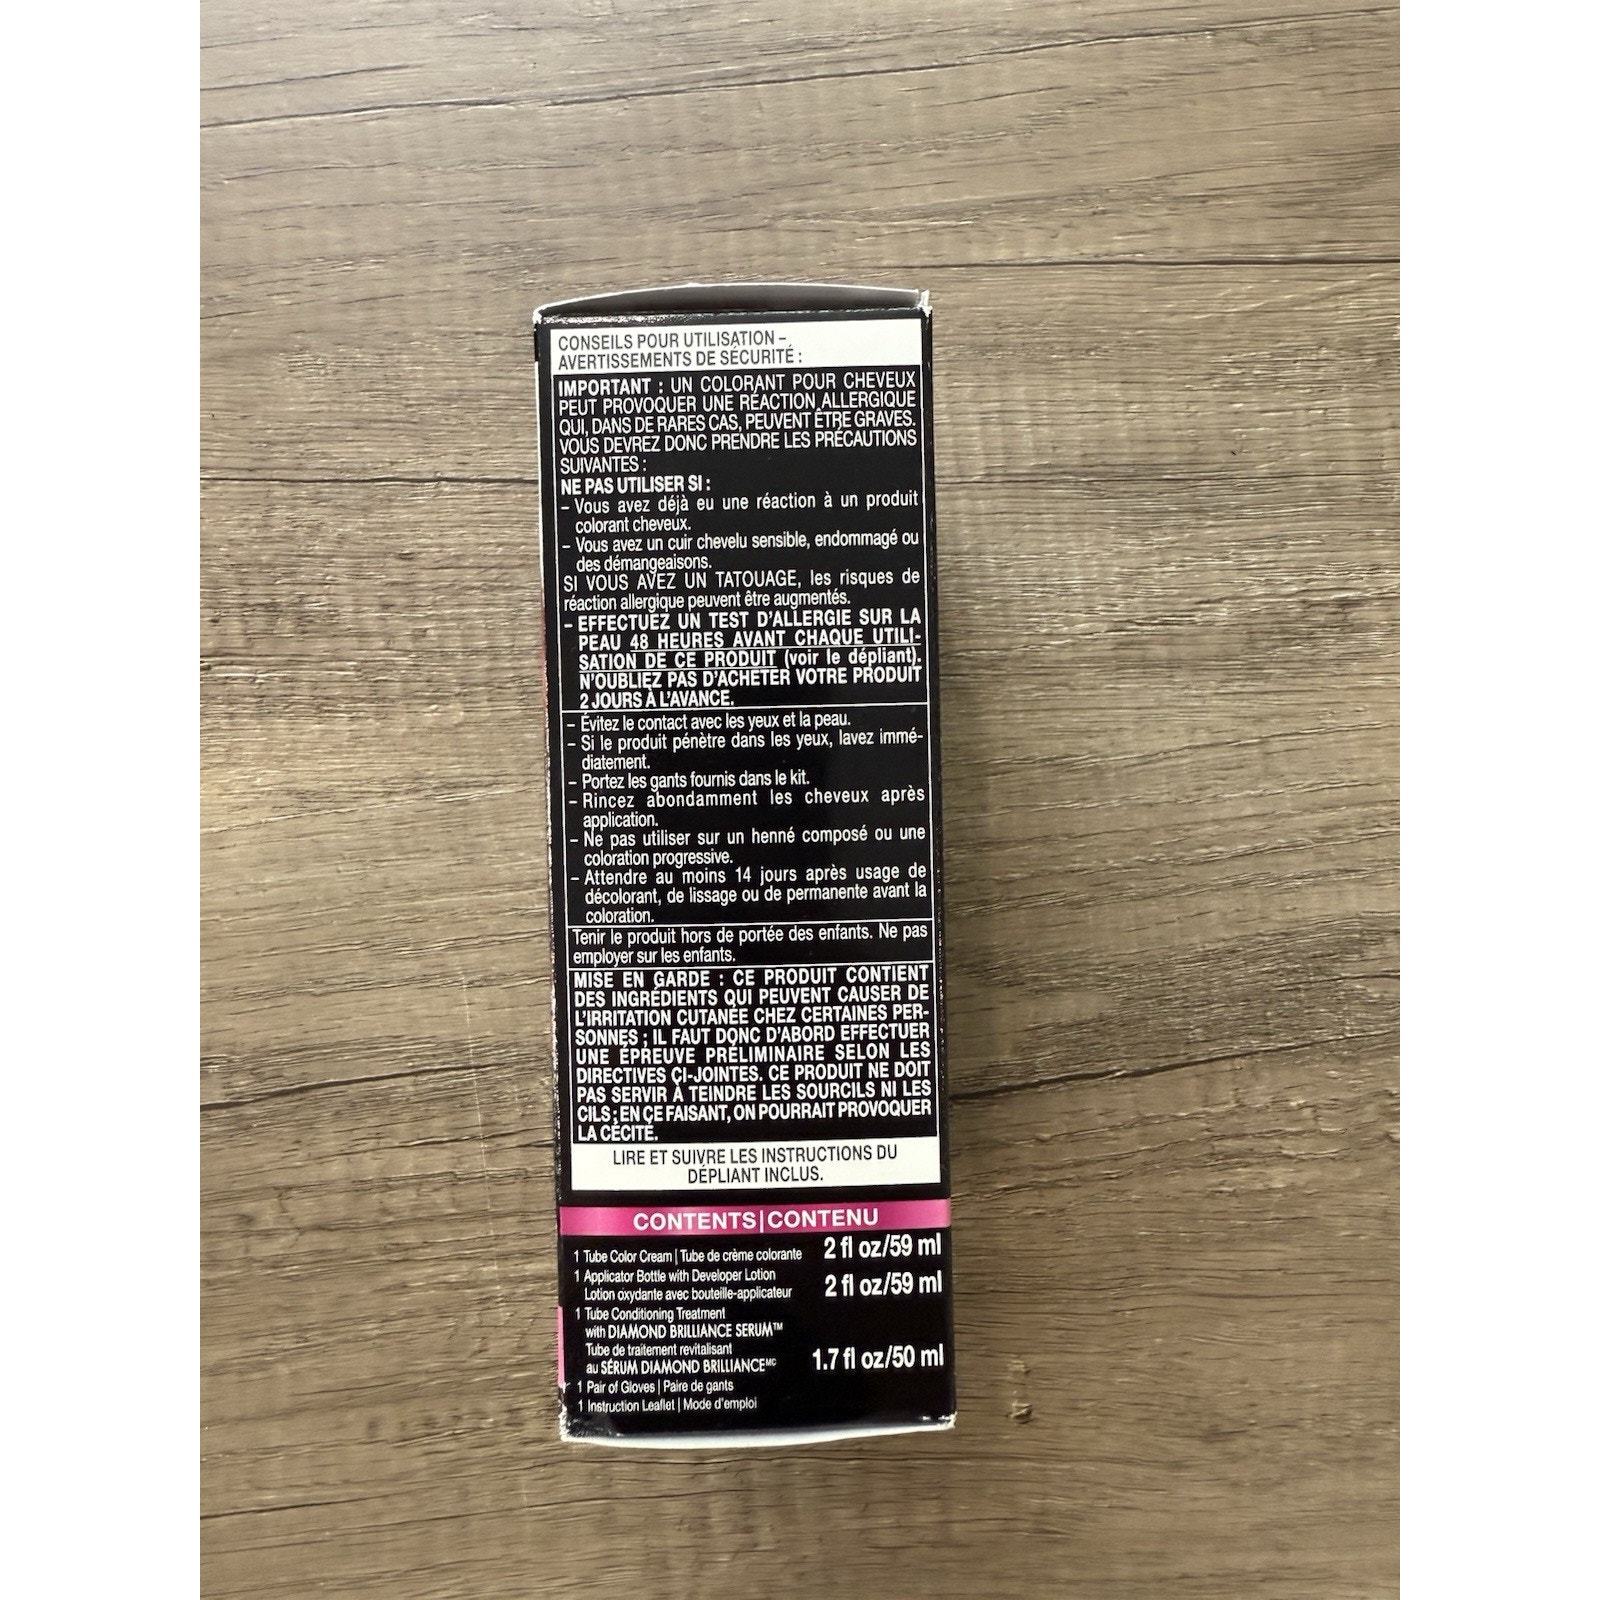 CONSEILS POUR UTILISATION –
AVERTISSEMENTS DE SÉCURITÉ :
IMPORTANT : UN COLORANT POUR CHEVEUX
PEUT PROVOQUER UNE RÉACTION ALLERGIQUE
QUI, DANS DE RARES CAS, PEUVENT ÊTRE GRAVES.
VOUS DEVREZ DONC PRENDRE LES PRÉCAUTIONS
SUIVANTES :
NE PAS UTILISER SI :
– Vous avez déjà eu une réaction à un produit
colorant cheveux.
– Vous avez un cuir chevelu sensible, endommagé ou
des démangeaisons.
SI VOUS AVEZ UN TATOUAGE, les risques de
réaction allergique peuvent être augmentés.
– EFFECTUEZ UN TEST D'ALLERGIE SUR LA
PEAU 48 HEURES AVANT CHAQUE UTILI-
SATION DE CE PRODUIT (voir le dépliant).
N'OUBLIEZ PAS D'ACHETER VOTRE PRODUIT
2 JOURS À L'AVANCE.
– Évitez le contact avec les yeux et la peau.
– Si le produit pénètre dans les yeux, lavez immé-
diatement.
– Portez les gants fournis dans le kit.
– Rincez abondamment les cheveux après
application.
– Ne pas utiliser sur un henné composé ou une
coloration progressive.
– Attendre au moins 14 jours après usage de
décolorant, de lissage ou de permanente avant la
coloration.
Tenir le produit hors de portée des enfants. Ne pas
employer sur les enfants.
MISE EN GARDE : CE PRODUIT CONTIENT
DES INGRÉDIENTS QUI PEUVENT CAUSER DE
L'IRRITATION CUTANÉE CHEZ CERTAINES PER-
SONNES ; IL FAUT DONC D'ABORD EFFECTUER
UNE ÉPREUVE PRÉLIMINAIRE SELON LES
DIRECTIVES CI-JOINTES. CE PRODUIT NE DOIT
PAS SERVIR À TEINDRE LES SOURCILS NI LES
CILS ; EN CE FAISANT, ON POURRAIT PROVOQUER
LA CÉCITÉ.
LIRE ET SUIVRE LES INSTRUCTIONS DU
DÉPLIANT INCLUS.
CONTENTS|CONTENU
1 Tube Color Cream | Tube de crème colorante 2 fl oz/59 ml
1 Applicator Bottle with Developer Lotion
Lotion oxydante avec bouteille-applicateur 2 fl oz/59 ml
1 Tube Conditioning Treatment
with DIAMOND BRILLIANCE SERUM™
Tube de traitement revitalisant
au SÉRUM DIAMOND BRILLIANCEᴹᶜ 1.7 fl oz/50 ml
1 Pair of Gloves | Paire de gants
1 Instruction Leaflet | Mode d'emploi